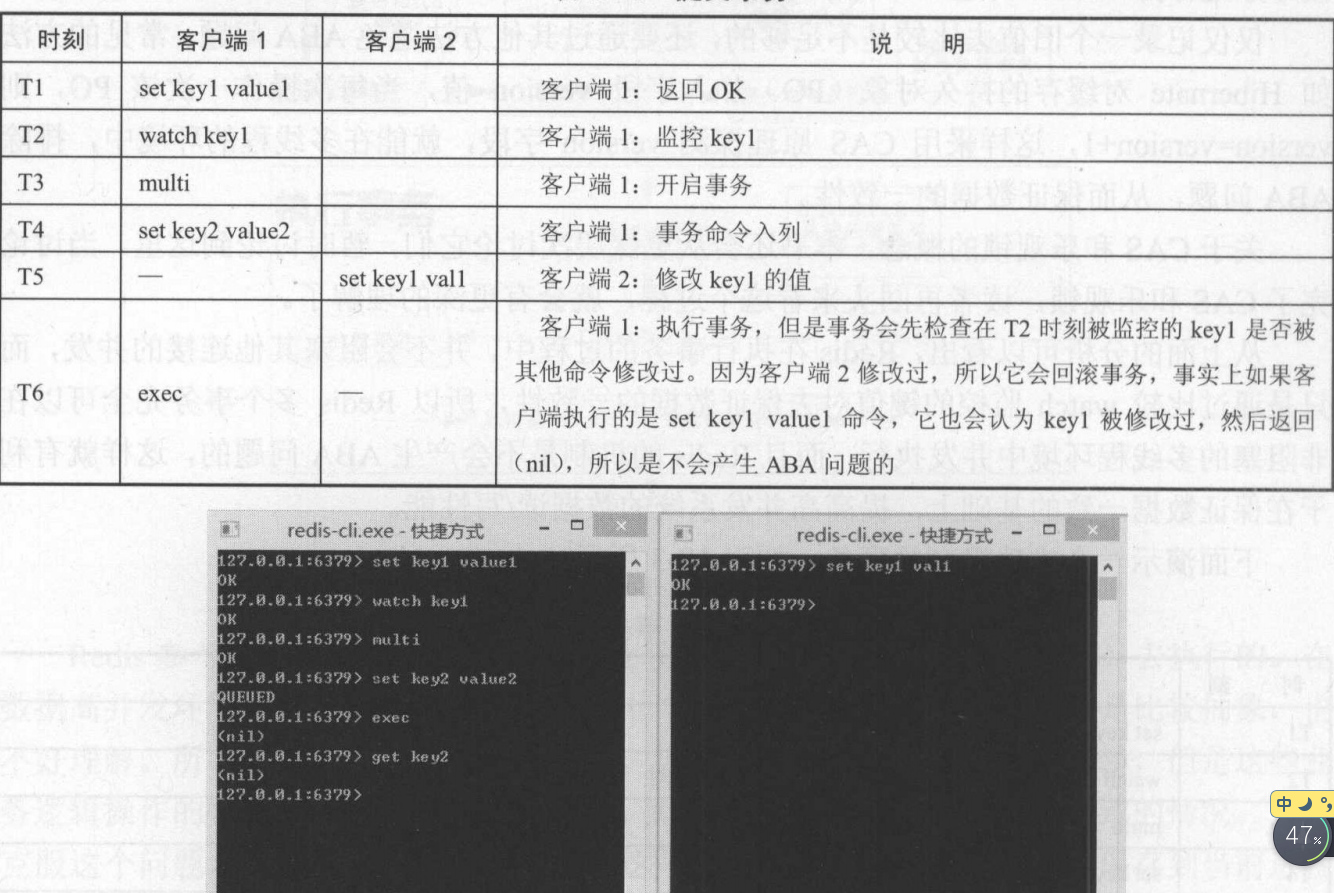 时刻 客户端 1 客户端 2 说 明
T1 set key1 value1 客户端 1：返回 OK
T2 watch key1 客户端 1：监控 key1
T3 multi 客户端 1：开启事务
T4 set key2 value2 客户端 1：事务命令入列
T5 — set key1 val1 客户端 2：修改 key1 的值
客户端 1：执行事务，但是事务会先检查在 T2 时刻被监控的 key1 是否被
其他命令修改过。因为客户端 2 修改过，所以它会回滚事务，事实上如果客
T6 exec — 户端执行的是 set key1 value1 命令，它也会认为 key1 被修改过，然后返回
（nil），所以是不会产生 ABA 问题的
redis-cli.exe - 快捷方式
127.0.0.1:6379> set key1 value1
OK
127.0.0.1:6379> watch key1
OK
127.0.0.1:6379> multi
OK
127.0.0.1:6379> set key2 value2
QUEUED
127.0.0.1:6379> exec
(nil)
127.0.0.1:6379> get key2
(nil)
127.0.0.1:6379>
redis-cli.exe - 快捷方式
127.0.0.1:6379> set key1 val1
OK
127.0.0.1:6379>
中
47%